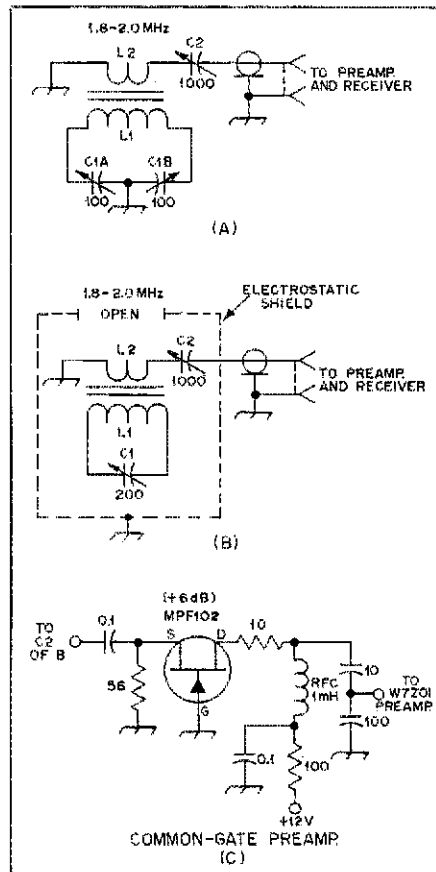 1.8-2.0 MHz
L2
C2
1000
TO PREAMP.
AND RECEIVER
L1
C1A
C1B
100
100
(A)
1.8-2.0 MHz
OPEN
ELECTROSTATIC
SHIELD
L2
C2
1000
TO PREAMP.
AND RECEIVER
L1
C1
200
(B)
(+6dB)
MPF102
TO
C2
OF B
0.1
S
D
G
56
10
RFC
1mH
10
TO
W7ZOI
PREAMP.
100
0.1
100
+12V
COMMON-GATE PREAMP.
(C)